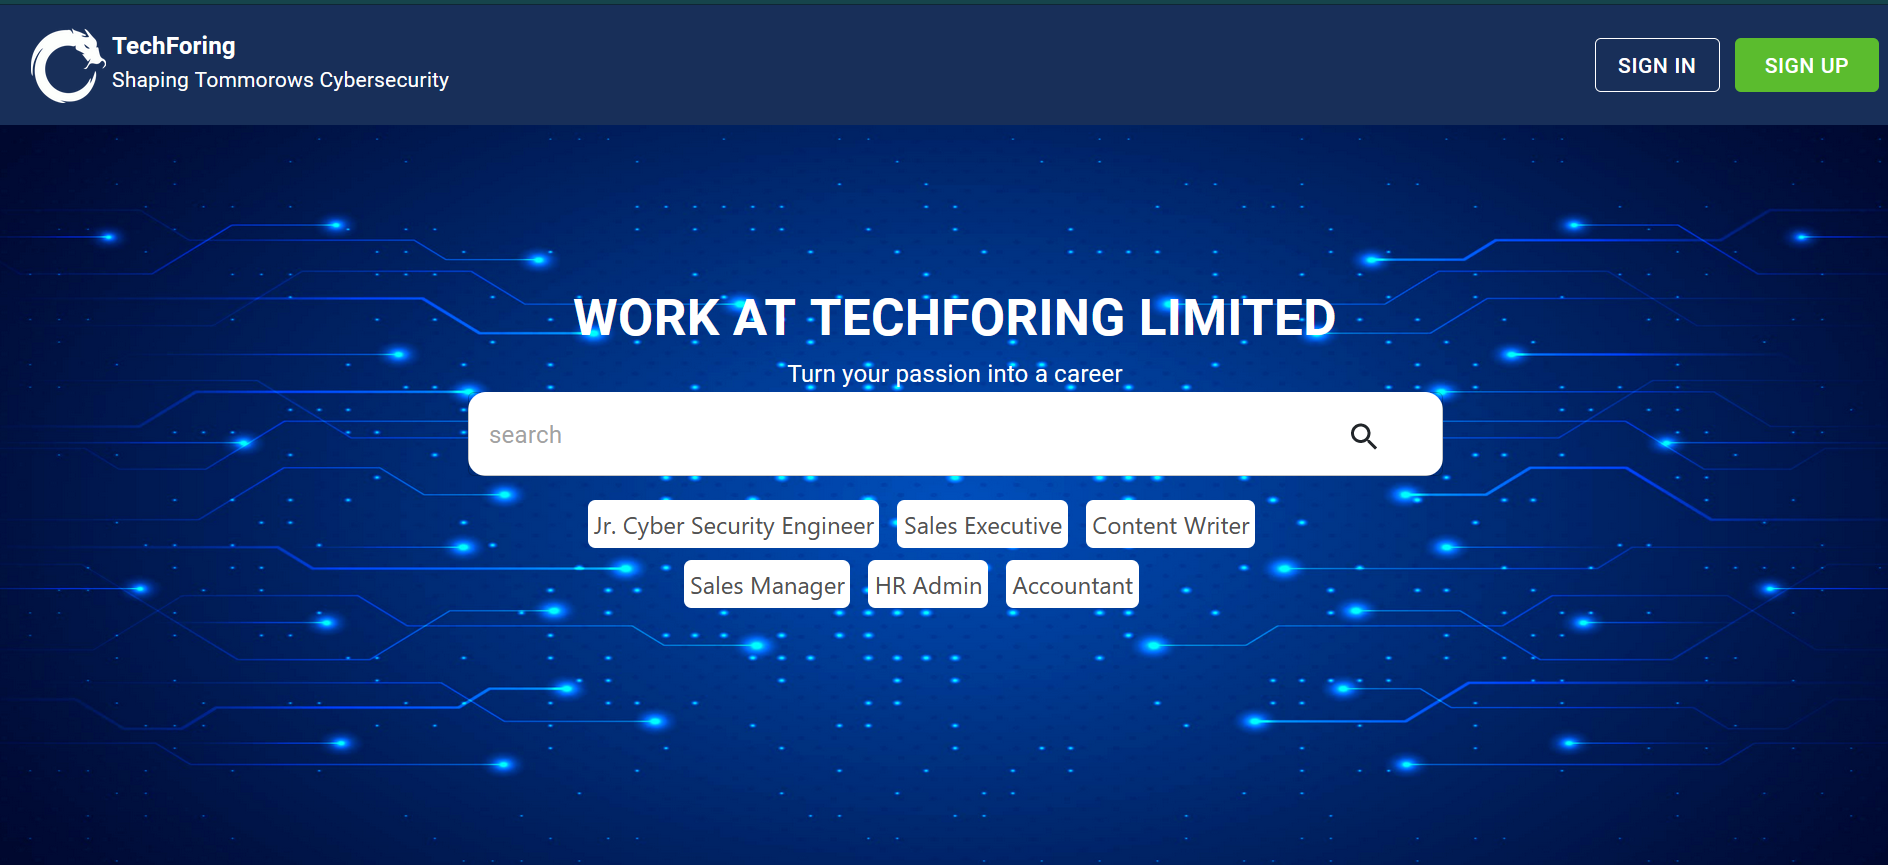 TechForing
Shaping Tommorows Cybersecurity
SIGN IN
SIGN UP
WORK AT TECHFORING LIMITED
Turn your passion into a career
search
Jr. Cyber Security Engineer
Sales Executive
Content Writer
Sales Manager
HR Admin
Accountant